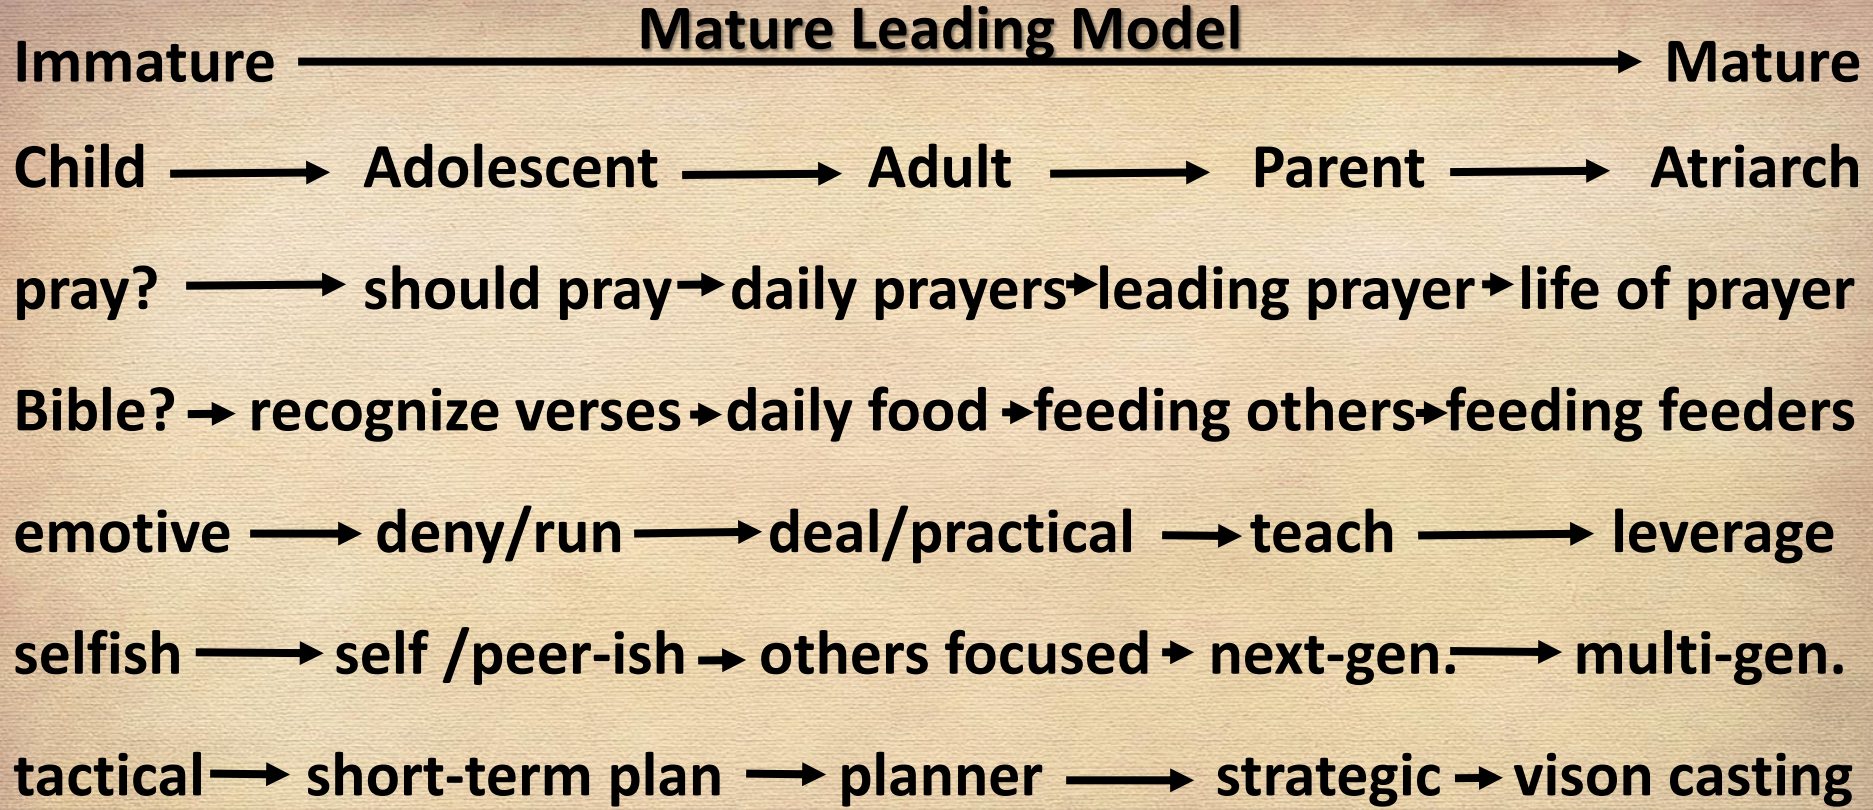 Mature Leading Model
Immature Mature
Child Adolescent Adult Parent Atriarch
pray? should pray daily prayers leading prayer life of prayer
Bible? recognize verses daily food feeding others feeding feeders
emotive deny/run deal/practical teach leverage
selfish self /peer-ish others focused next-gen. multi-gen.
tactical short-term plan planner strategic vison casting